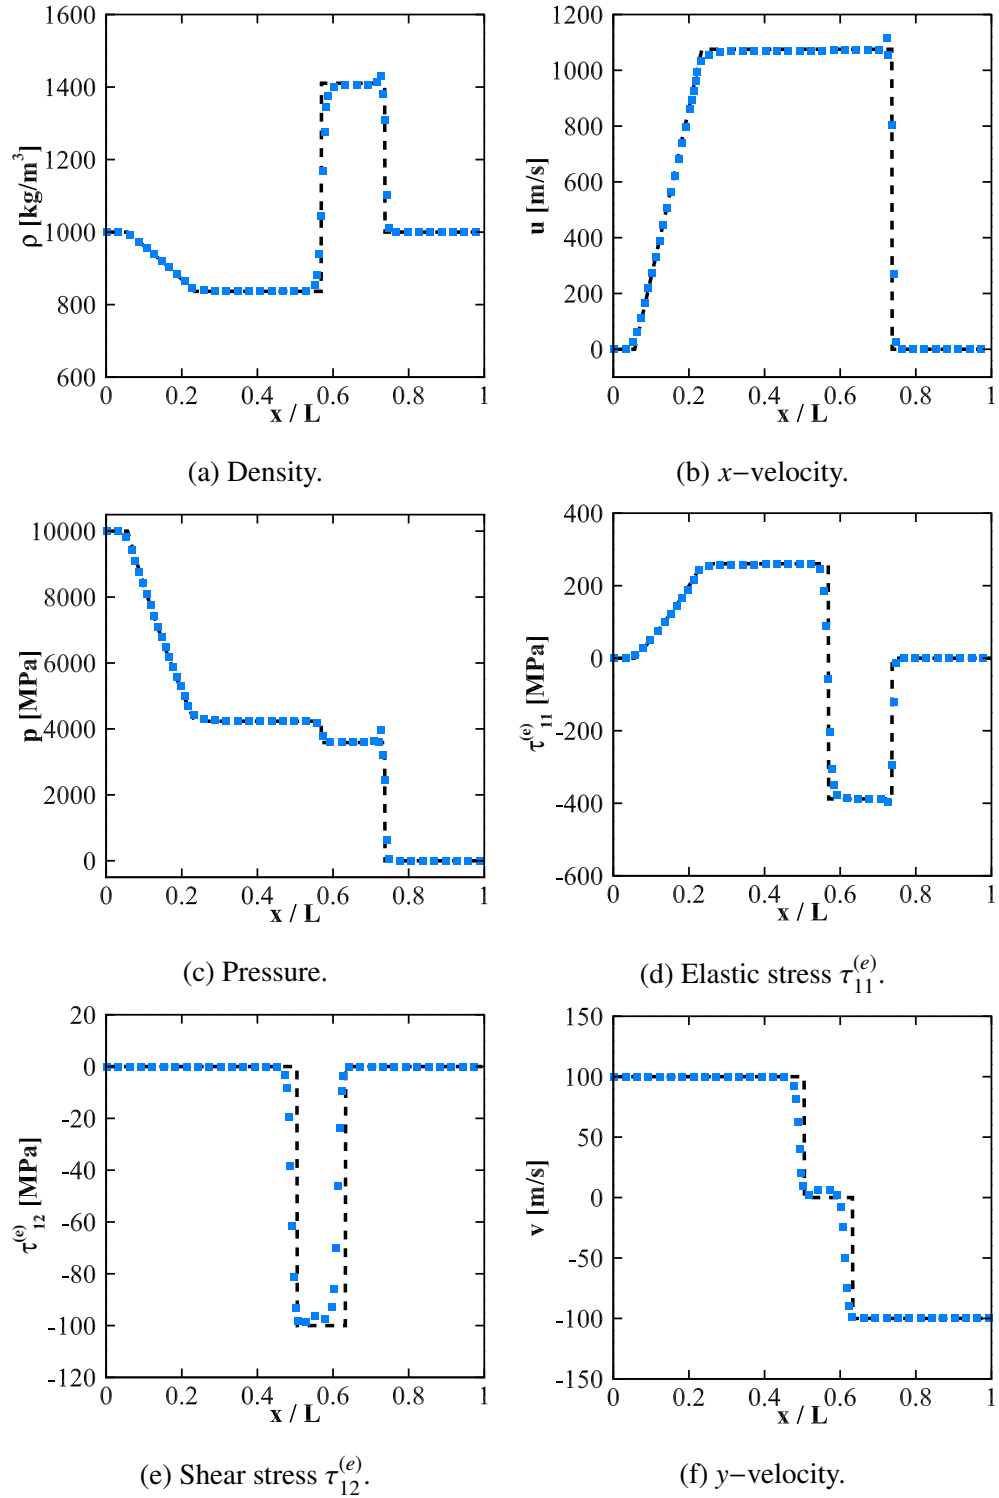 1600
1400
1200
1000
800
600
ρ [kg/m³]
0 0.2 0.4 0.6 0.8 1
x / L
(a) Density.
1200
1000
800
600
400
200
0
u [m/s]
0 0.2 0.4 0.6 0.8 1
x / L
(b) x−velocity.
10000
8000
6000
4000
2000
0
p [MPa]
0 0.2 0.4 0.6 0.8 1
x / L
(c) Pressure.
400
200
0
-200
-400
-600
τ₁₁⁽ᵉ⁾ [MPa]
0 0.2 0.4 0.6 0.8 1
x / L
(d) Elastic stress τ₁₁⁽ᵉ⁾.
20
0
-20
-40
-60
-80
-100
-120
τ₁₂⁽ᵉ⁾ [MPa]
0 0.2 0.4 0.6 0.8 1
x / L
(e) Shear stress τ₁₂⁽ᵉ⁾.
150
100
50
0
-50
-100
-150
v [m/s]
0 0.2 0.4 0.6 0.8 1
x / L
(f) y−velocity.